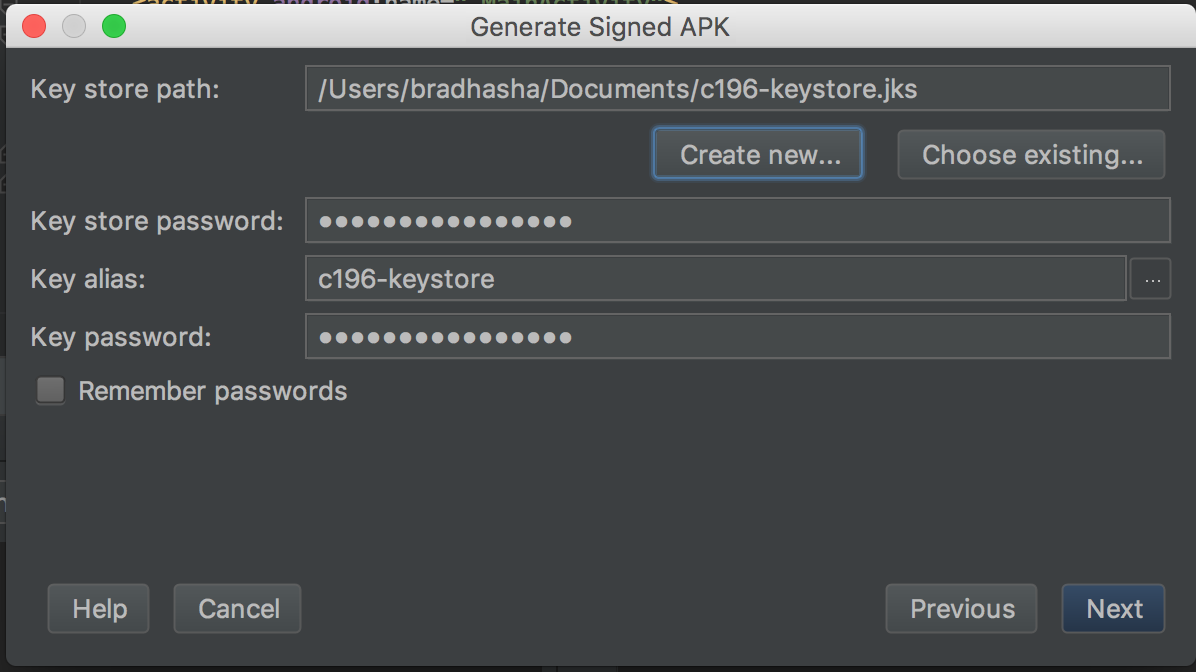 Generate Signed APK
Key store path: /Users/bradhasha/Documents/c196-keystore.jks
Create new... Choose existing...
Key store password: ••••••••••••••••
Key alias: c196-keystore ...
Key password: ••••••••••••••••
Remember passwords
Help Cancel Previous Next